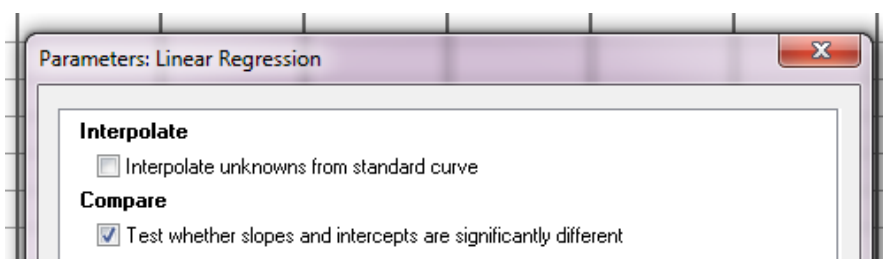 Parameters: Linear Regression
Interpolate
Interpolate unknowns from standard curve
Compare
Test whether slopes and intercepts are significantly different